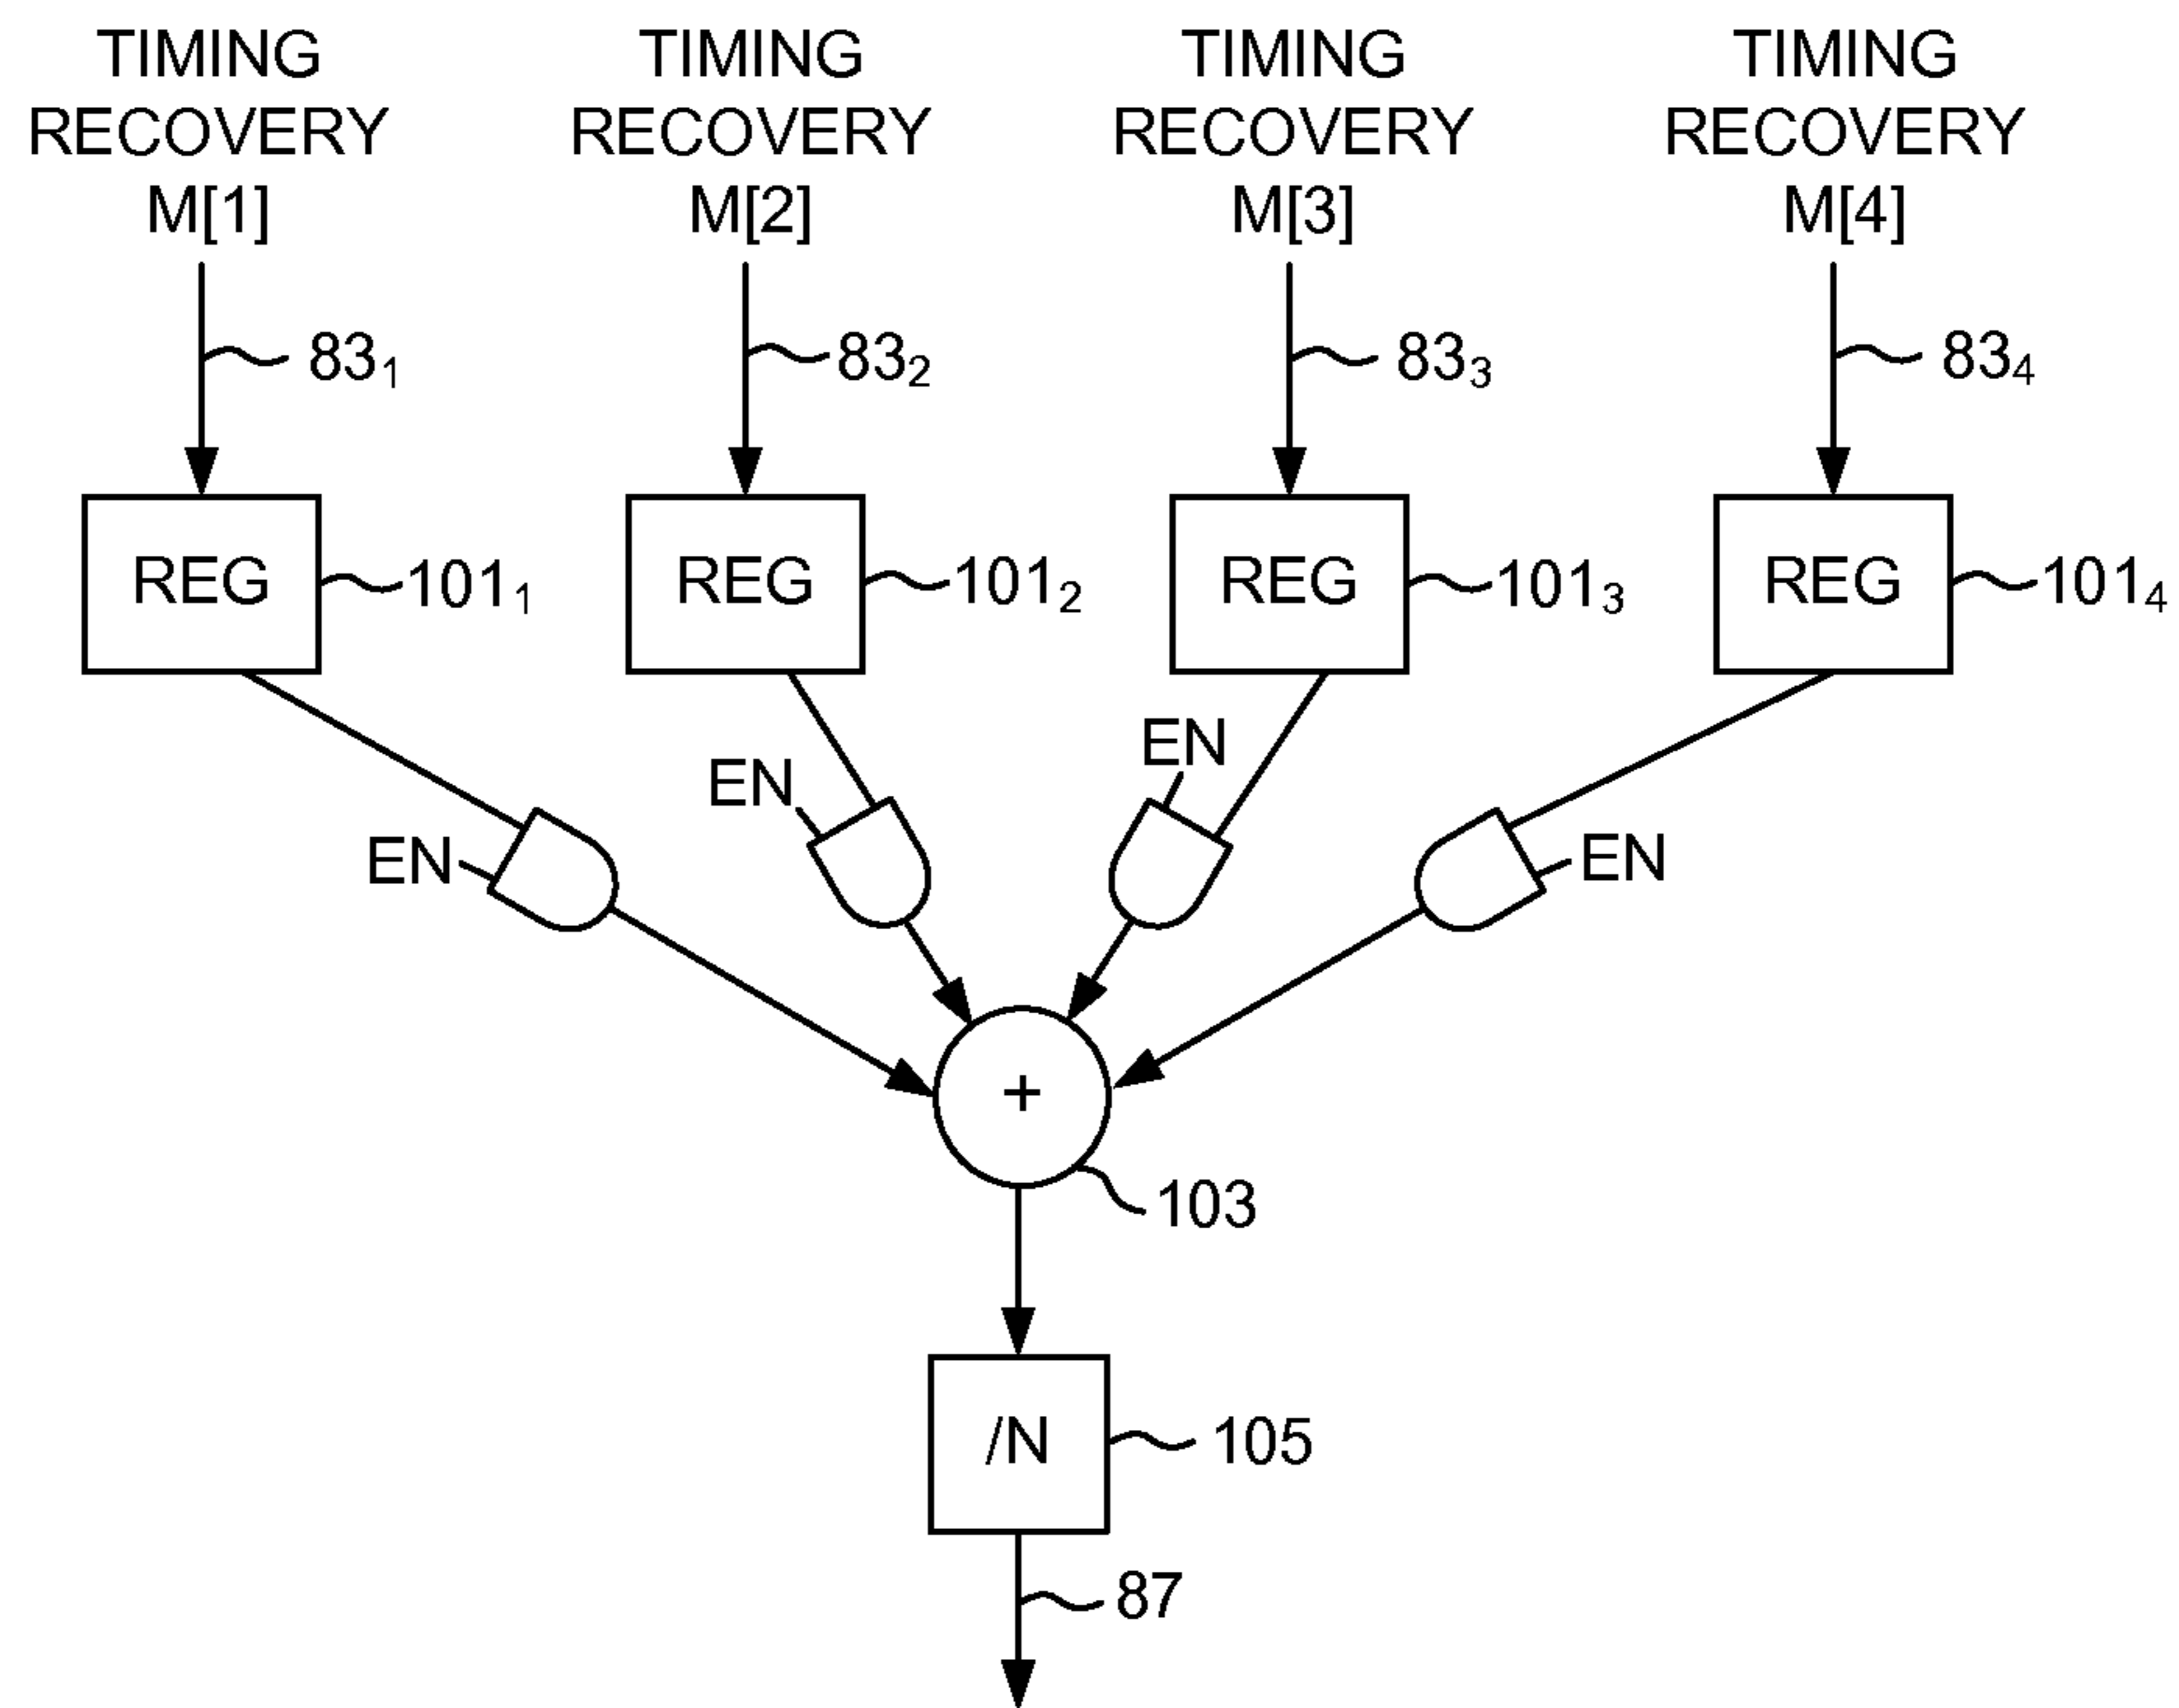 TIMING RECOVERY M[1]
TIMING RECOVERY M[2]
TIMING RECOVERY M[3]
TIMING RECOVERY M[4]
83₁
83₂
83₃
83₄
REG
101₁
REG
101₂
REG
101₃
REG
101₄
EN
EN
EN
EN
+
103
/N
105
87